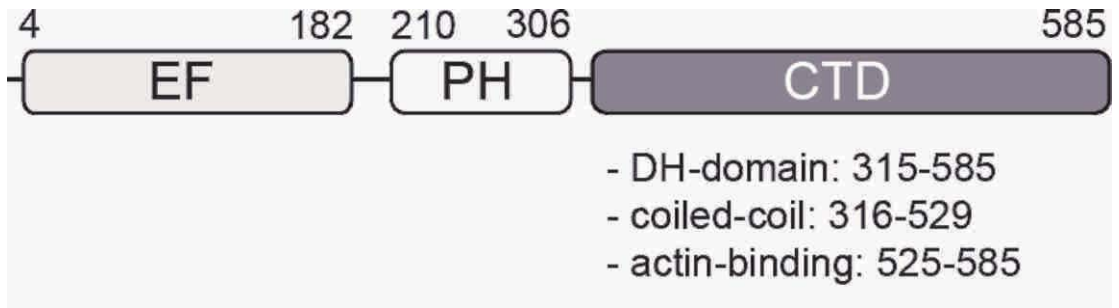 4 182 210 306 585
EF PH CTD
- DH-domain: 315-585
- coiled-coil: 316-529
- actin-binding: 525-585